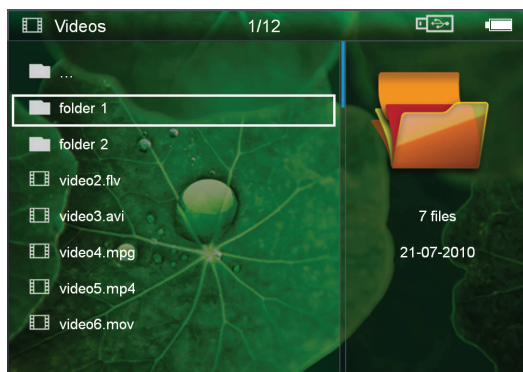 Videos 1/12
...
folder 1
folder 2
video2.flv
video3.avi
video4.mpg
video5.mp4
video6.mov
7 files
21-07-2010